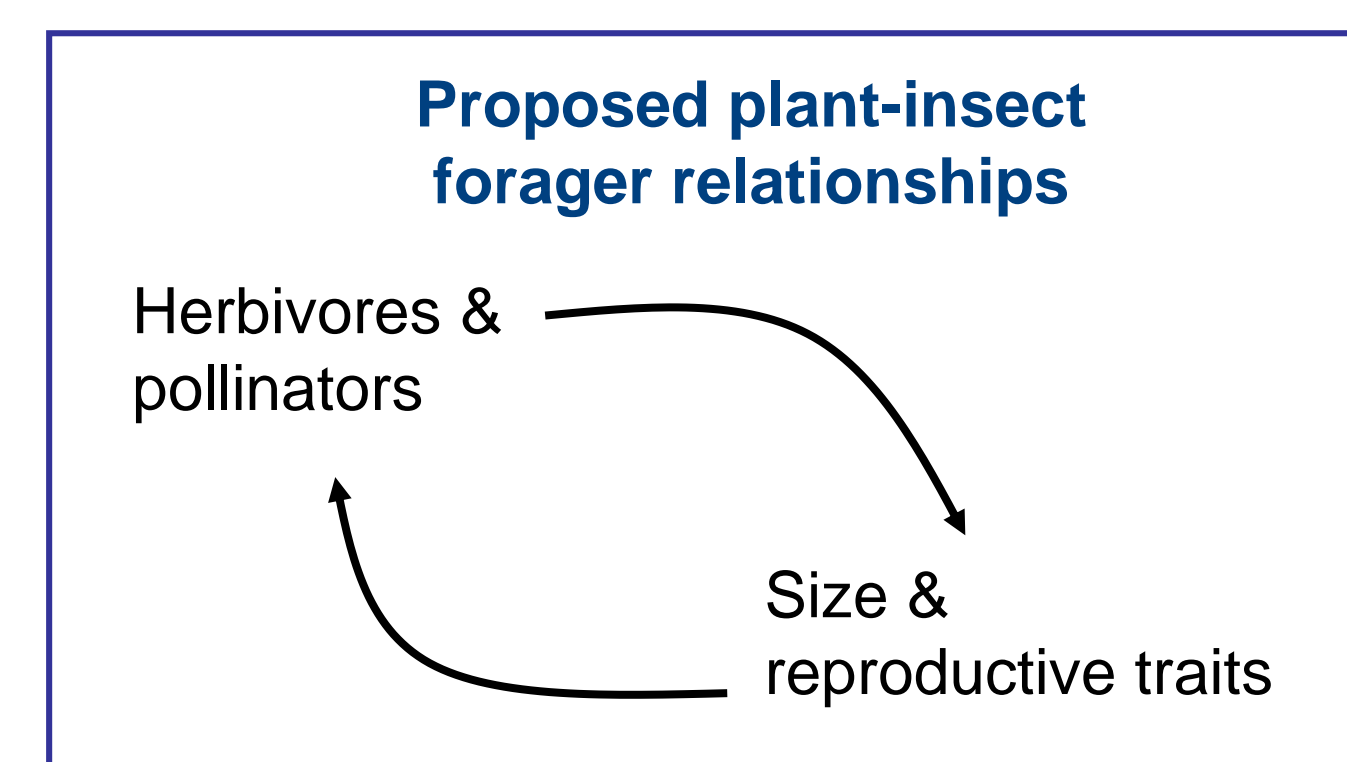 Proposed plant-insect
forager relationships
Herbivores &
pollinators
Size &
reproductive traits